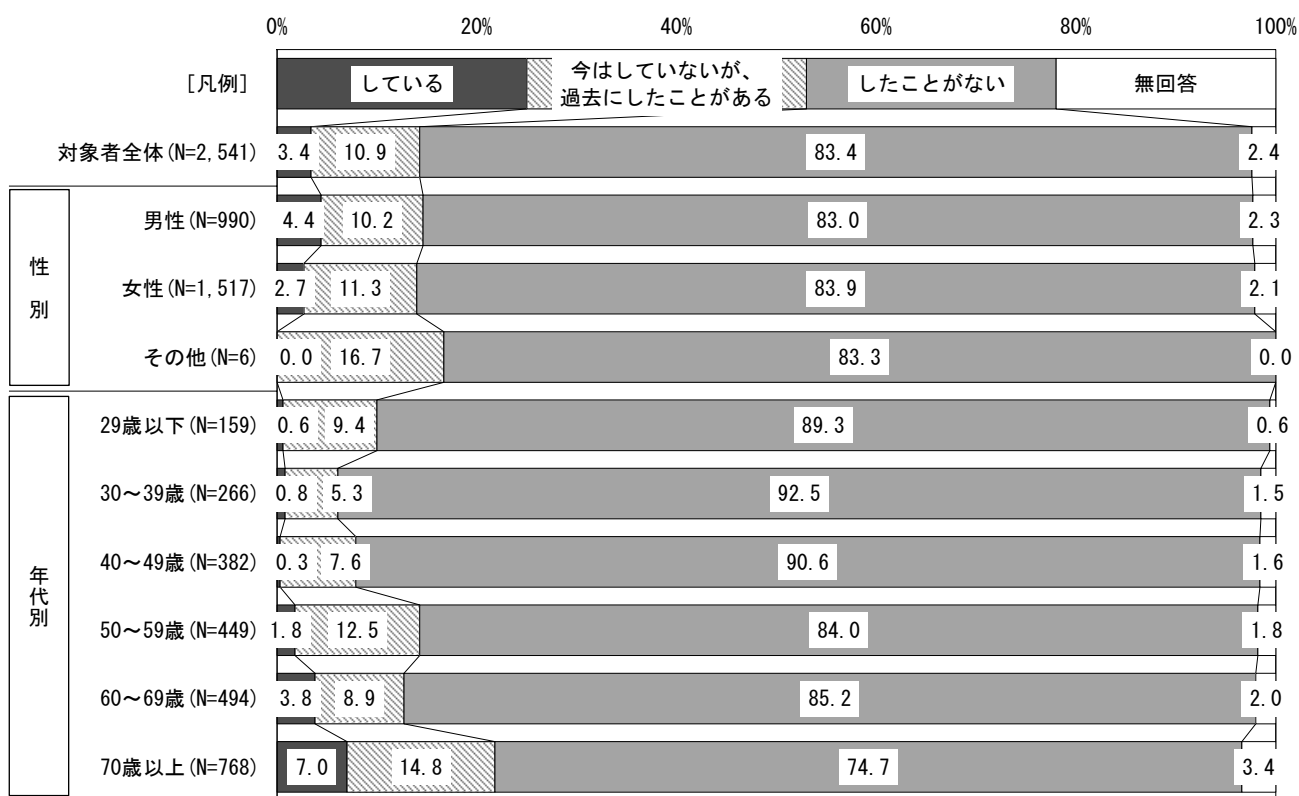 0% 20% 40% 60% 80% 100%
[凡例] している 今はしていないが、 したことがない 無回答
過去にしたことがある
対象者全体(N=2,541) 3.4 10.9 83.4 2.4
性別
男性(N=990) 4.4 10.2 83.0 2.3
女性(N=1,517) 2.7 11.3 83.9 2.1
その他(N=6) 0.0 16.7 83.3 0.0
年代別
29歳以下(N=159) 0.6 9.4 89.3 0.6
30～39歳(N=266) 0.8 5.3 92.5 1.5
40～49歳(N=382) 0.3 7.6 90.6 1.6
50～59歳(N=449) 1.8 12.5 84.0 1.8
60～69歳(N=494) 3.8 8.9 85.2 2.0
70歳以上(N=768) 7.0 14.8 74.7 3.4